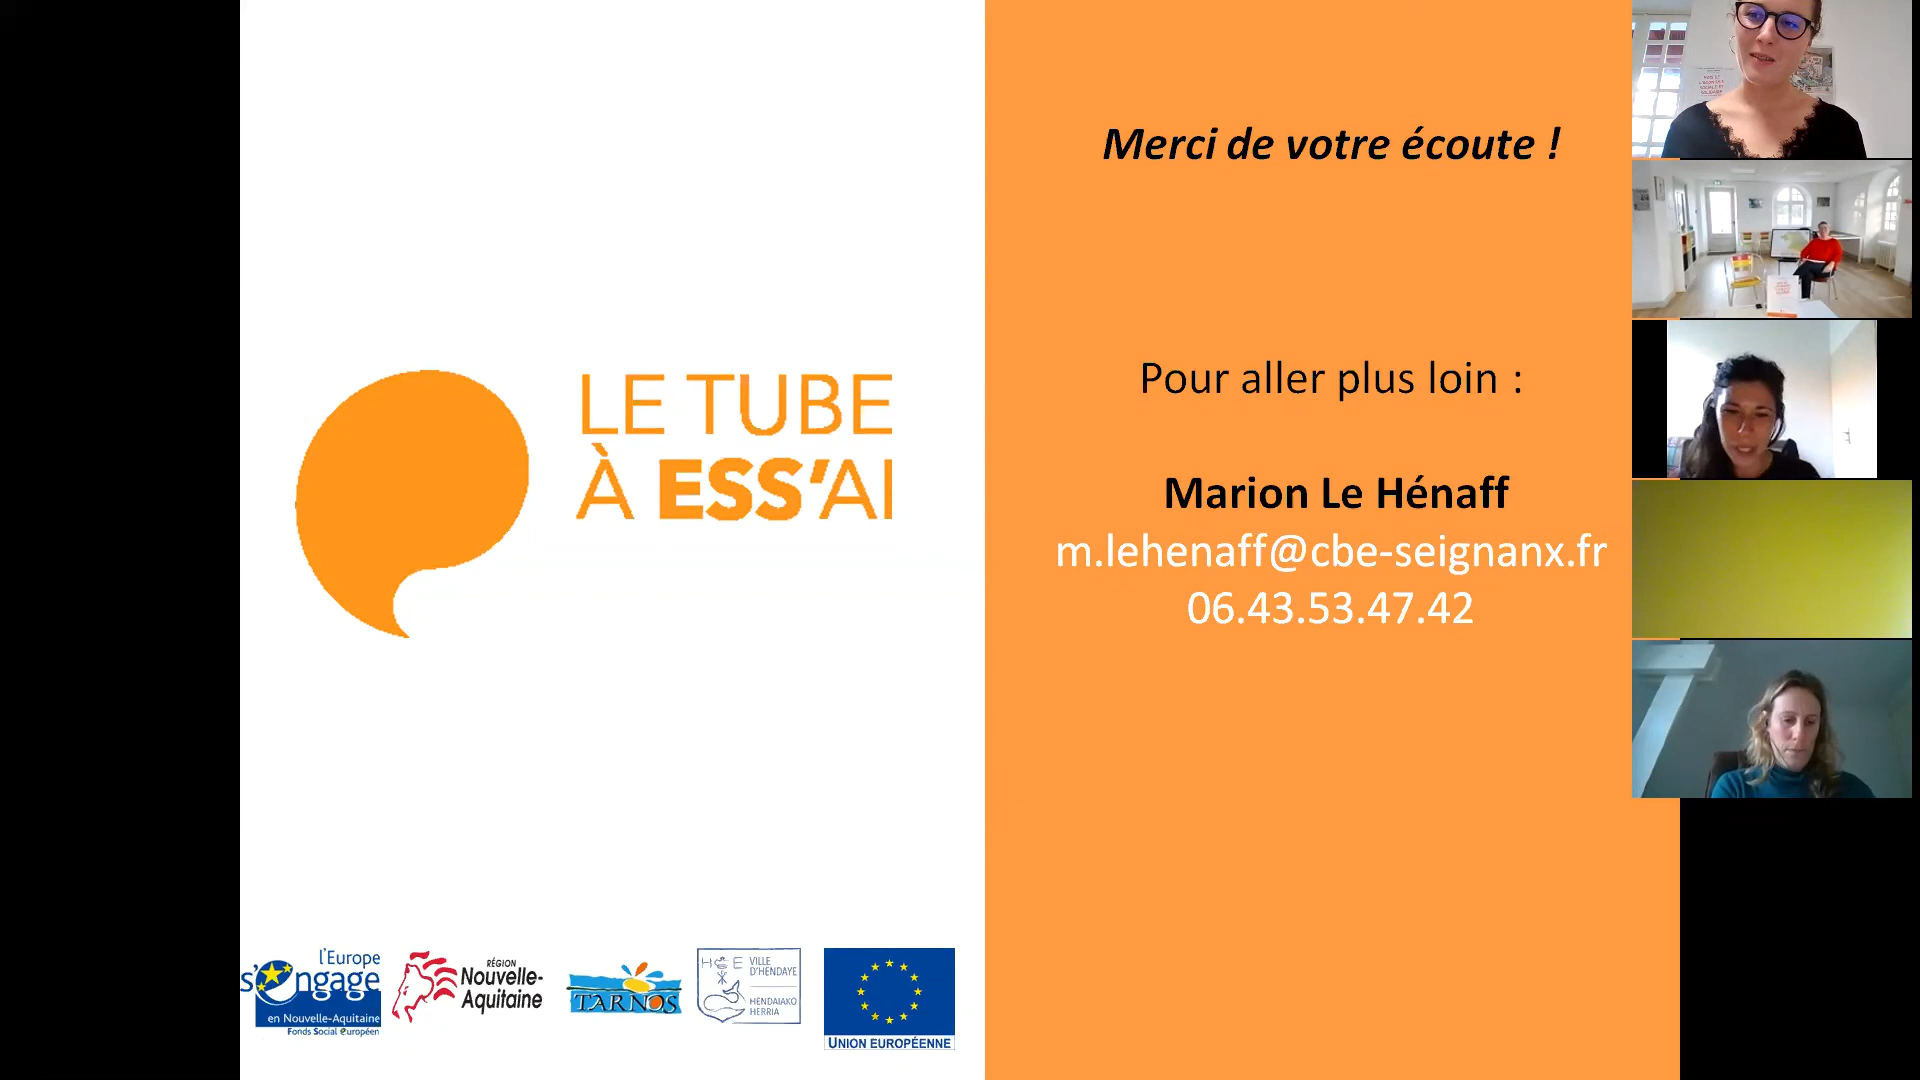 LE TUBE
À ESS'AI
Merci de votre écoute !
Pour aller plus loin :
Marion Le Hénaff
m.lehenaff@cbe-seignanx.fr
06.43.53.47.42
l'Europe
s'engage
en Nouvelle-Aquitaine
Fonds Social européen
RÉGION
Nouvelle-
Aquitaine
TARNOS
VILLE
D'HENDAYE
HENDAIAKO
HERRIA
UNION EUROPÉENNE